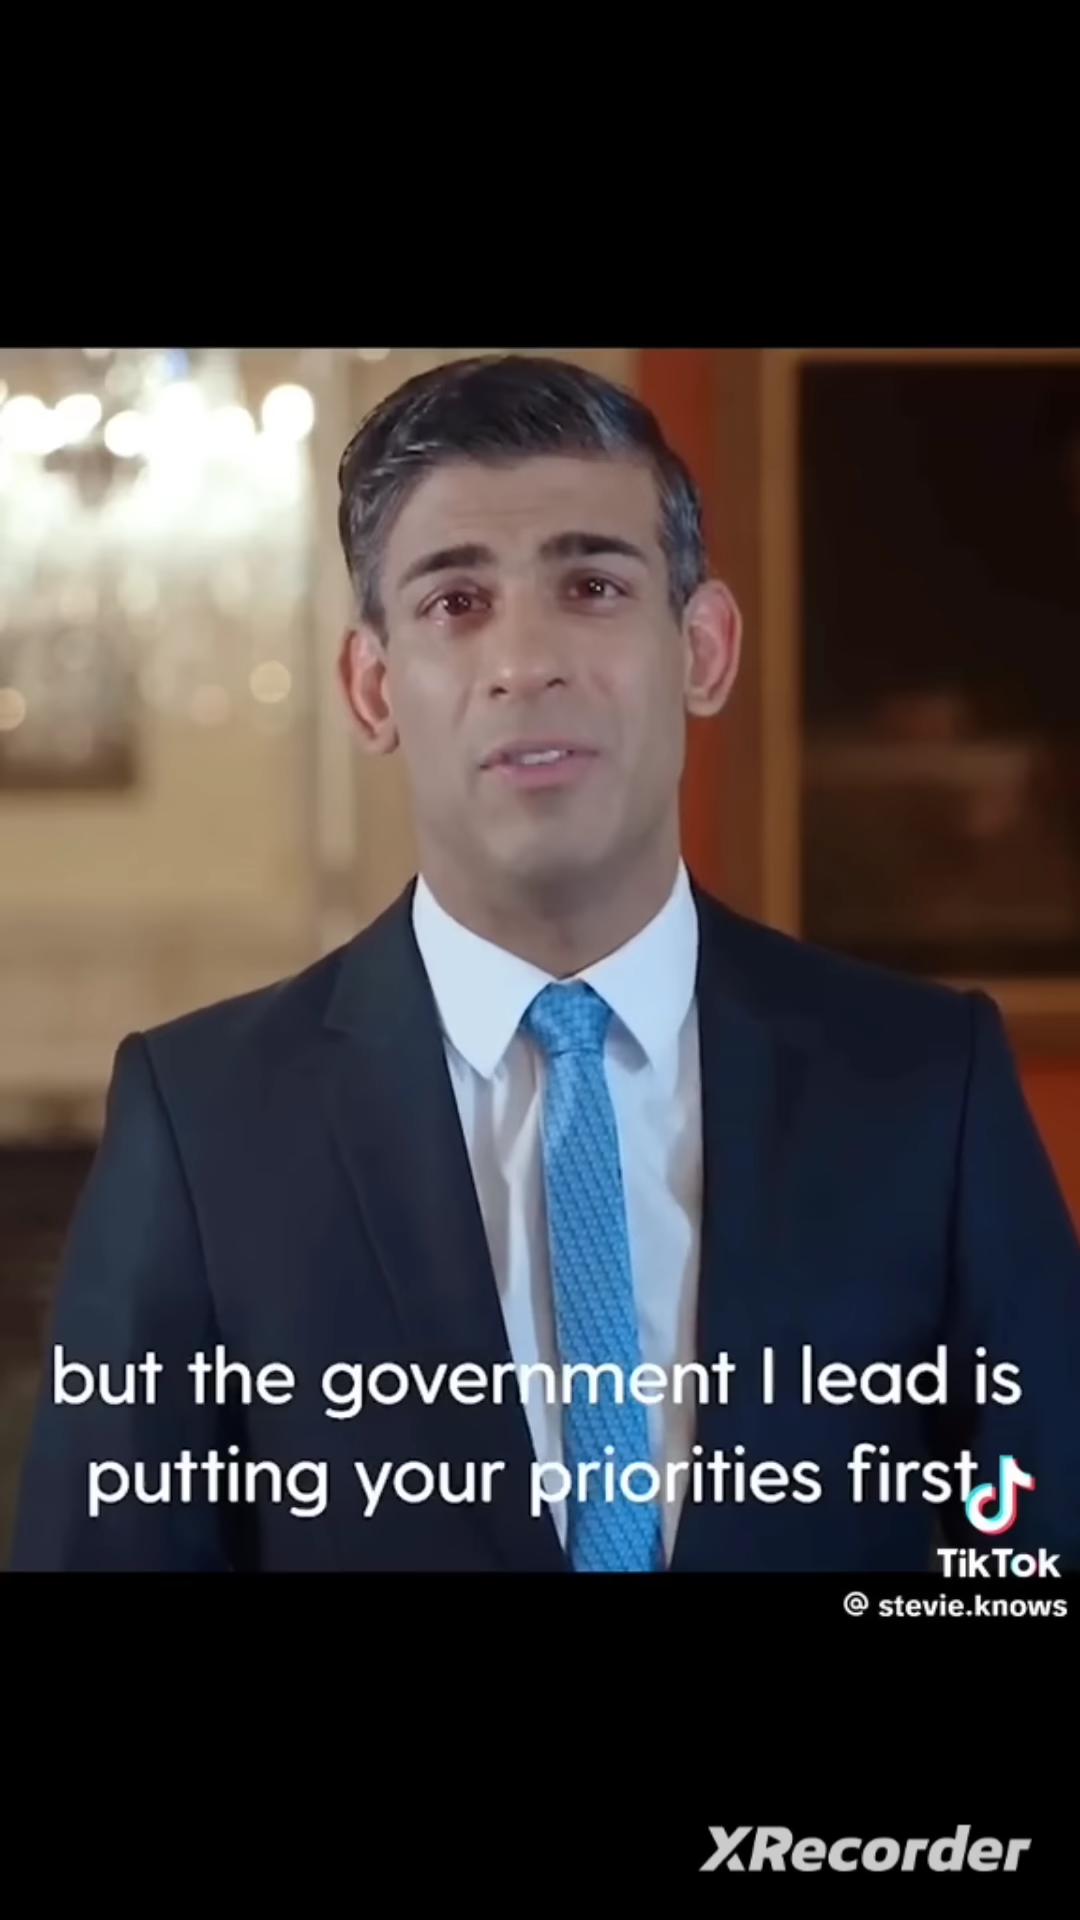 but the government I lead is
putting your priorities first
TikTok
@ stevie.knows
XRecorder